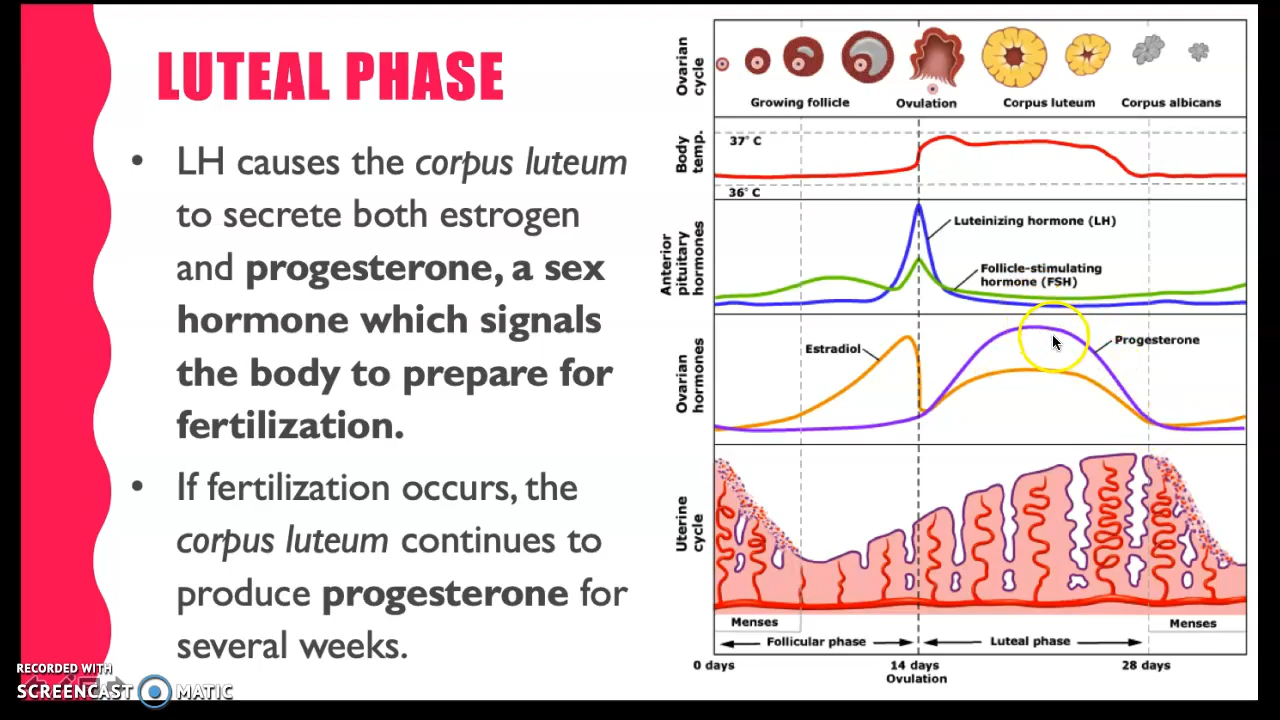 LUTEAL PHASE
• LH causes the corpus luteum
to secrete both estrogen
and progesterone, a sex
hormone which signals
the body to prepare for
fertilization.
• If fertilization occurs, the
corpus luteum continues to
produce progesterone for
several weeks.
Ovarian
cycle
Growing follicle
Ovulation
Corpus luteum
Corpus albicans
Body
temp.
37° C
36° C
Anterior
pituitary
hormones
Luteinizing hormone (LH)
Follicle-stimulating
hormone (FSH)
Ovarian
hormones
Estradiol
Progesterone
Uterine
cycle
Menses
Menses
Follicular phase
Luteal phase
0 days
14 days
28 days
Ovulation
RECORDED WITH
SCREENCAST MATIC